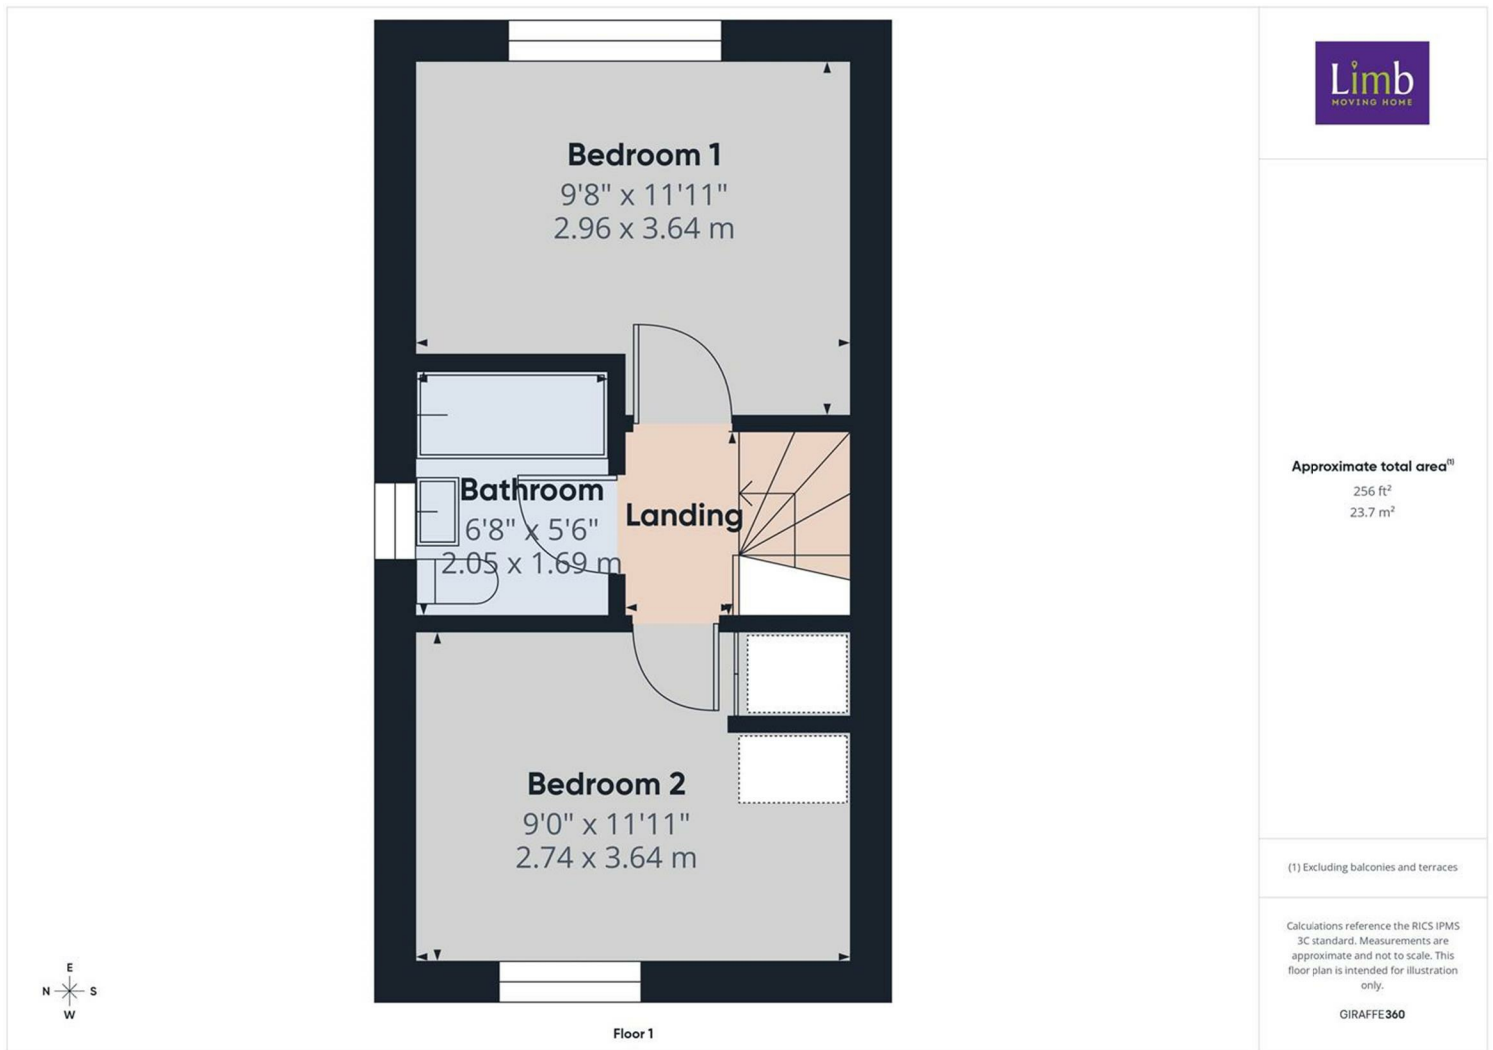 Bedroom 1
9'8" x 11'11"
2.96 x 3.64 m
Bathroom
6'8" x 5'6"
2.05 x 1.69 m
Landing
Bedroom 2
9'0" x 11'11"
2.74 x 3.64 m
E
N S
W
Floor 1
Limb
MOVING HOME
Approximate total area(1)
256 ft²
23.7 m²
(1) Excluding balconies and terraces
Calculations reference the RICS IPMS
3C standard. Measurements are
approximate and not to scale. This
floor plan is intended for illustration
only.
GIRAFFE360